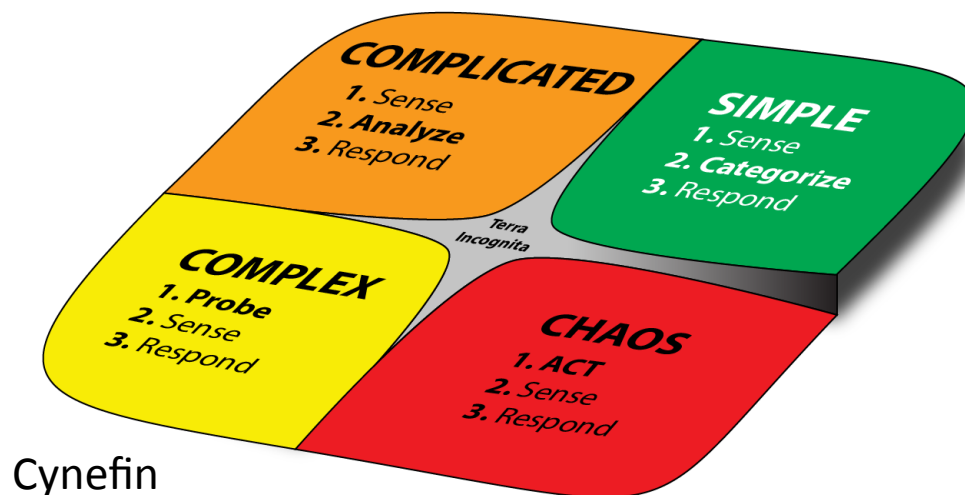 COMPLICATED
1. Sense
2. Analyze
3. Respond
SIMPLE
1. Sense
2. Categorize
3. Respond
Terra
Incognita
COMPLEX
1. Probe
2. Sense
3. Respond
CHAOS
1. ACT
2. Sense
3. Respond
Cynefin